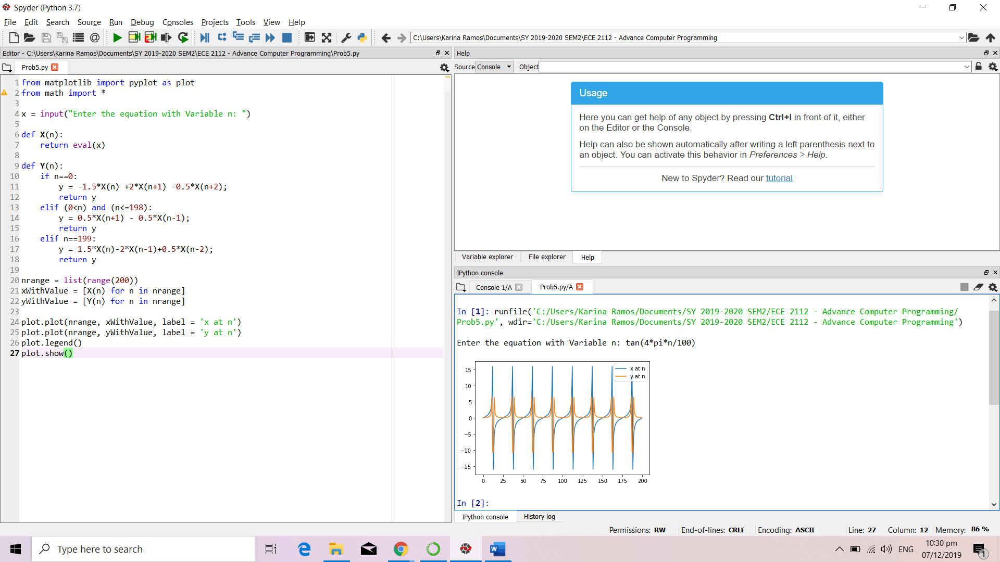 Spyder (Python 3.7)
File Edit Search Source Run Debug Consoles Projects Tools View Help
C:\Users\Karina Ramos\Documents\SY 2019-2020 SEM2\ECE 2112 - Advance Computer Programming
Editor - C:\Users\Karina Ramos\Documents\SY 2019-2020 SEM2\ECE 2112 - Advance Computer Programming\Prob5.py
Prob5.py
1 from matplotlib import pyplot as plot
2 from math import *
3
4 x = input("Enter the equation with Variable n: ")
5
6 def X(n):
7     return eval(x)
8
9 def Y(n):
10     if n==0:
11         y = -1.5*X(n) +2*X(n+1) -0.5*X(n+2);
12         return y
13     elif (0<n) and (n<=198):
14         y = 0.5*X(n+1) - 0.5*X(n-1);
15         return y
16     elif n==199:
17         y = 1.5*X(n)-2*X(n-1)+0.5*X(n-2);
18         return y
19
20 nrange = list(range(200))
21 xWithValue = [X(n) for n in nrange]
22 yWithValue = [Y(n) for n in nrange]
23
24 plot.plot(nrange, xWithValue, label = 'x at n')
25 plot.plot(nrange, yWithValue, label = 'y at n')
26 plot.legend()
27 plot.show()
Help
Source Console Object
Usage
Here you can get help of any object by pressing Ctrl+I in front of it, either
on the Editor or the Console.
Help can also be shown automatically after writing a left parenthesis next to
an object. You can activate this behavior in Preferences > Help.
New to Spyder? Read our tutorial
Variable explorer File explorer Help
IPython console
Console 1/A Prob5.py/A
In [1]: runfile('C:/Users/Karina Ramos/Documents/SY 2019-2020 SEM2/ECE 2112 - Advance Computer Programming/
Prob5.py', wdir='C:/Users/Karina Ramos/Documents/SY 2019-2020 SEM2/ECE 2112 - Advance Computer Programming')
Enter the equation with Variable n: tan(4*pi*n/100)
x at n
y at n
15
10
5
0
−5
−10
−15
0 25 50 75 100 125 150 175 200
In [2]:
IPython console History log
Permissions: RW End-of-lines: CRLF Encoding: ASCII Line: 27 Column: 12 Memory: 86 %
Type here to search
ENG
10:30 pm
07/12/2019
1